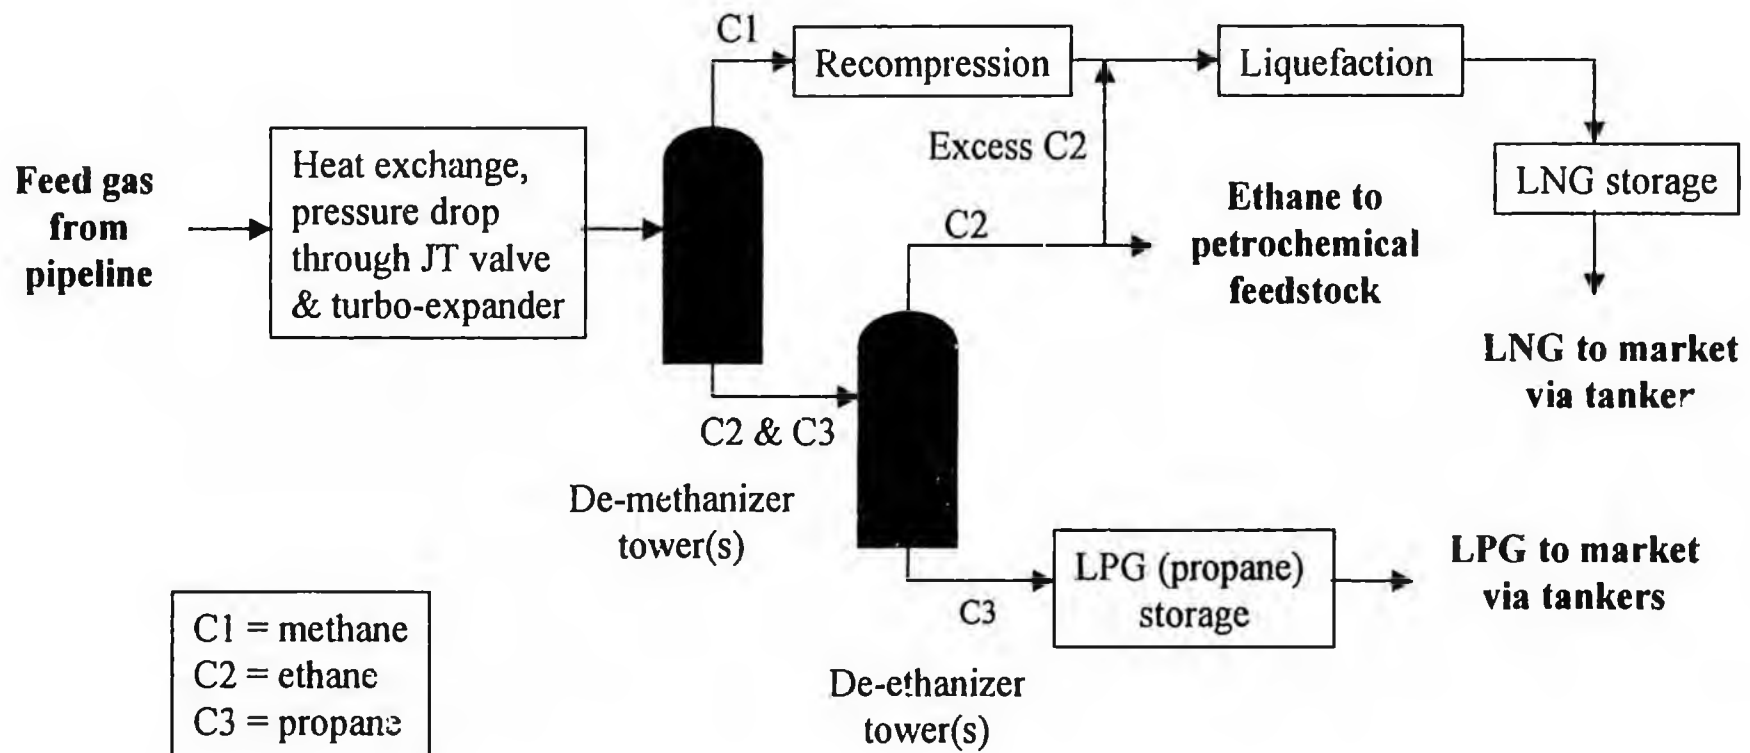 C1
Recompression
Liquefaction
Excess C2
Feed gas
from
pipeline
Heat exchange,
pressure drop
through JT valve
& turbo-expander
LNG storage
C2
Ethane to
petrochemical
feedstock
LNG to market
via tanker
C2 & C3
De-methanizer
tower(s)
LPG (propane)
storage
LPG to market
via tankers
C3
C1 = methane
C2 = ethane
C3 = propane
De-ethanizer
tower(s)